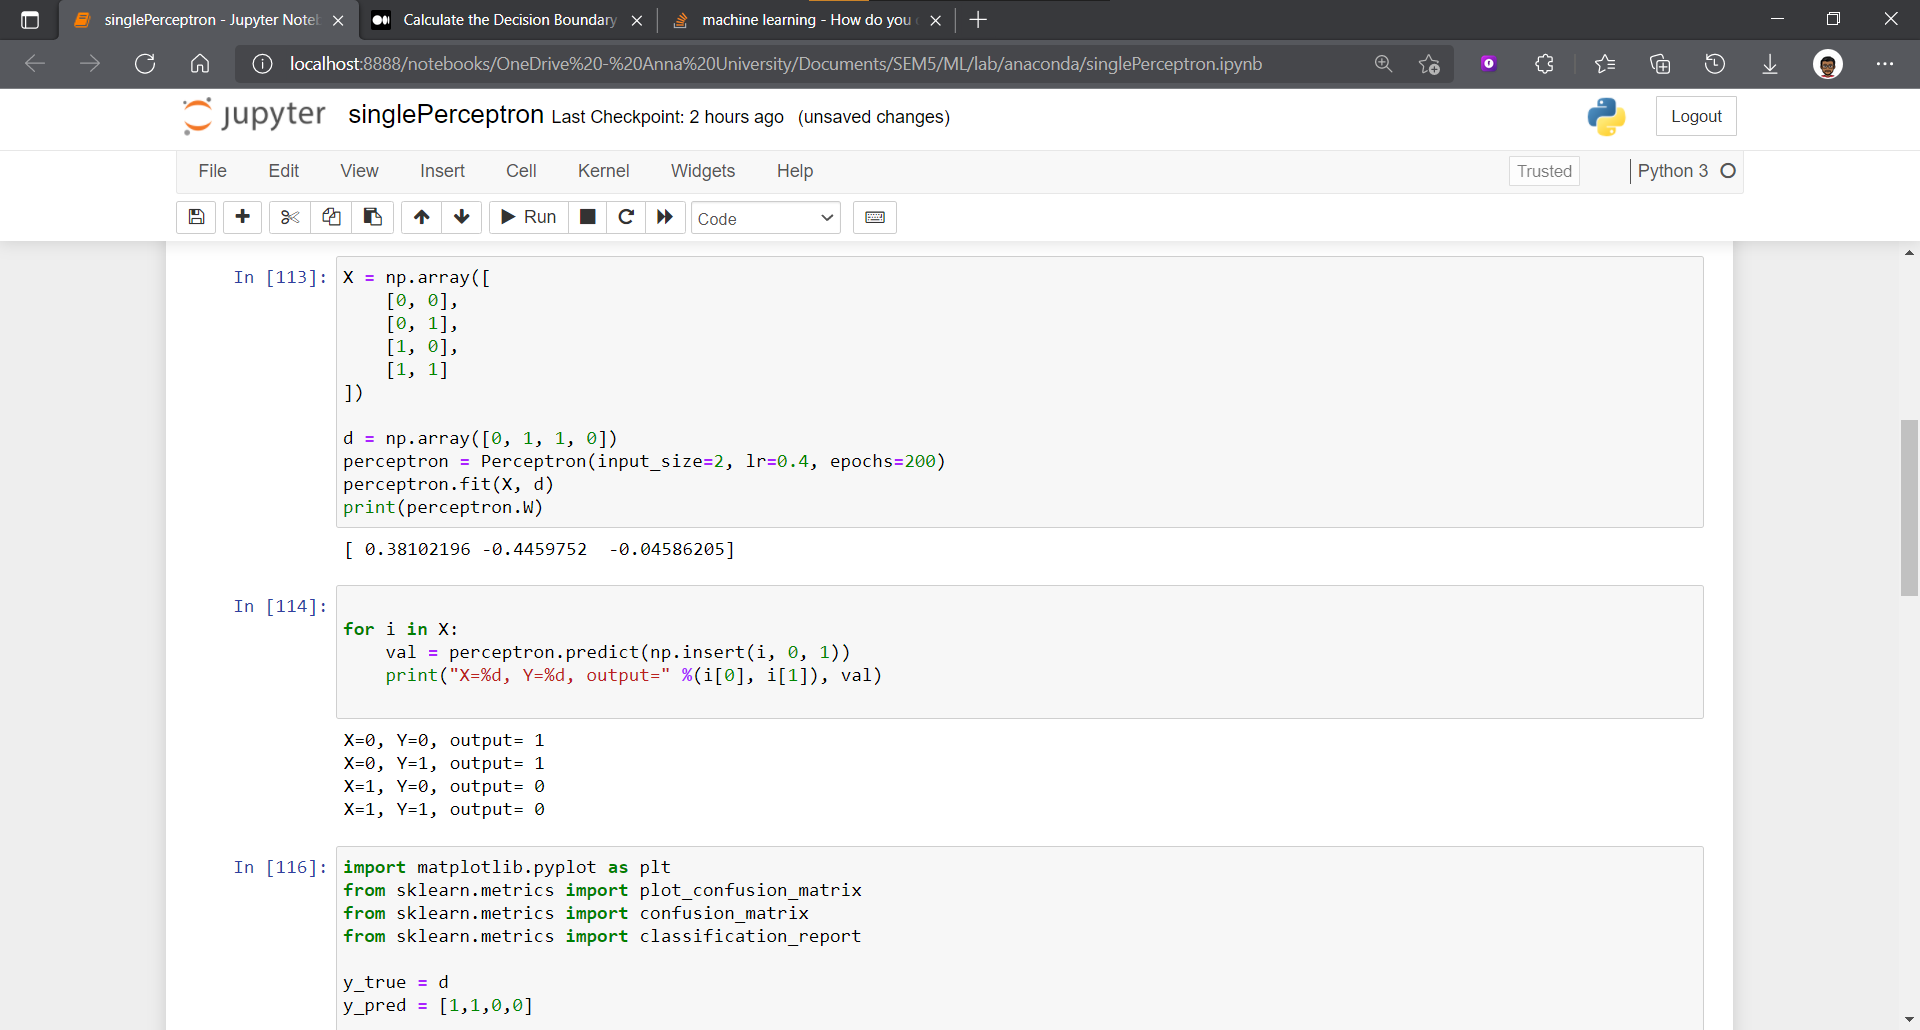 singlePerceptron - Jupyter Noteb
Calculate the Decision Boundary
machine learning - How do you
localhost:8888/notebooks/OneDrive%20-%20Anna%20University/Documents/SEM5/ML/lab/anaconda/singlePerceptron.ipynb
jupyter singlePerceptron Last Checkpoint: 2 hours ago (unsaved changes)
Logout
File Edit View Insert Cell Kernel Widgets Help
Trusted
Python 3
Run
Code
In [113]:
X = np.array([
    [0, 0],
    [0, 1],
    [1, 0],
    [1, 1]
])
d = np.array([0, 1, 1, 0])
perceptron = Perceptron(input_size=2, lr=0.4, epochs=200)
perceptron.fit(X, d)
print(perceptron.W)
[ 0.38102196 -0.4459752  -0.04586205]
In [114]:
for i in X:
    val = perceptron.predict(np.insert(i, 0, 1))
    print("X=%d, Y=%d, output=" %(i[0], i[1]), val)
X=0, Y=0, output= 1
X=0, Y=1, output= 1
X=1, Y=0, output= 0
X=1, Y=1, output= 0
In [116]:
import matplotlib.pyplot as plt
from sklearn.metrics import plot_confusion_matrix
from sklearn.metrics import confusion_matrix
from sklearn.metrics import classification_report
y_true = d
y_pred = [1,1,0,0]